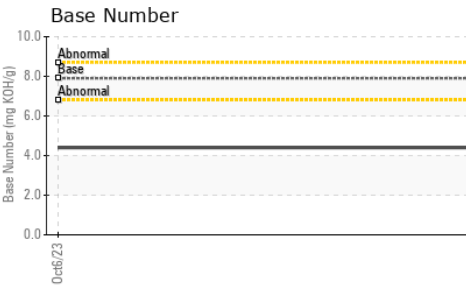 Base Number
10.0
Abnormal
Base
8.0
Abnormal
6.0
4.0
2.0
0.0
Base Number (mg KOH/g)
Oct6/23